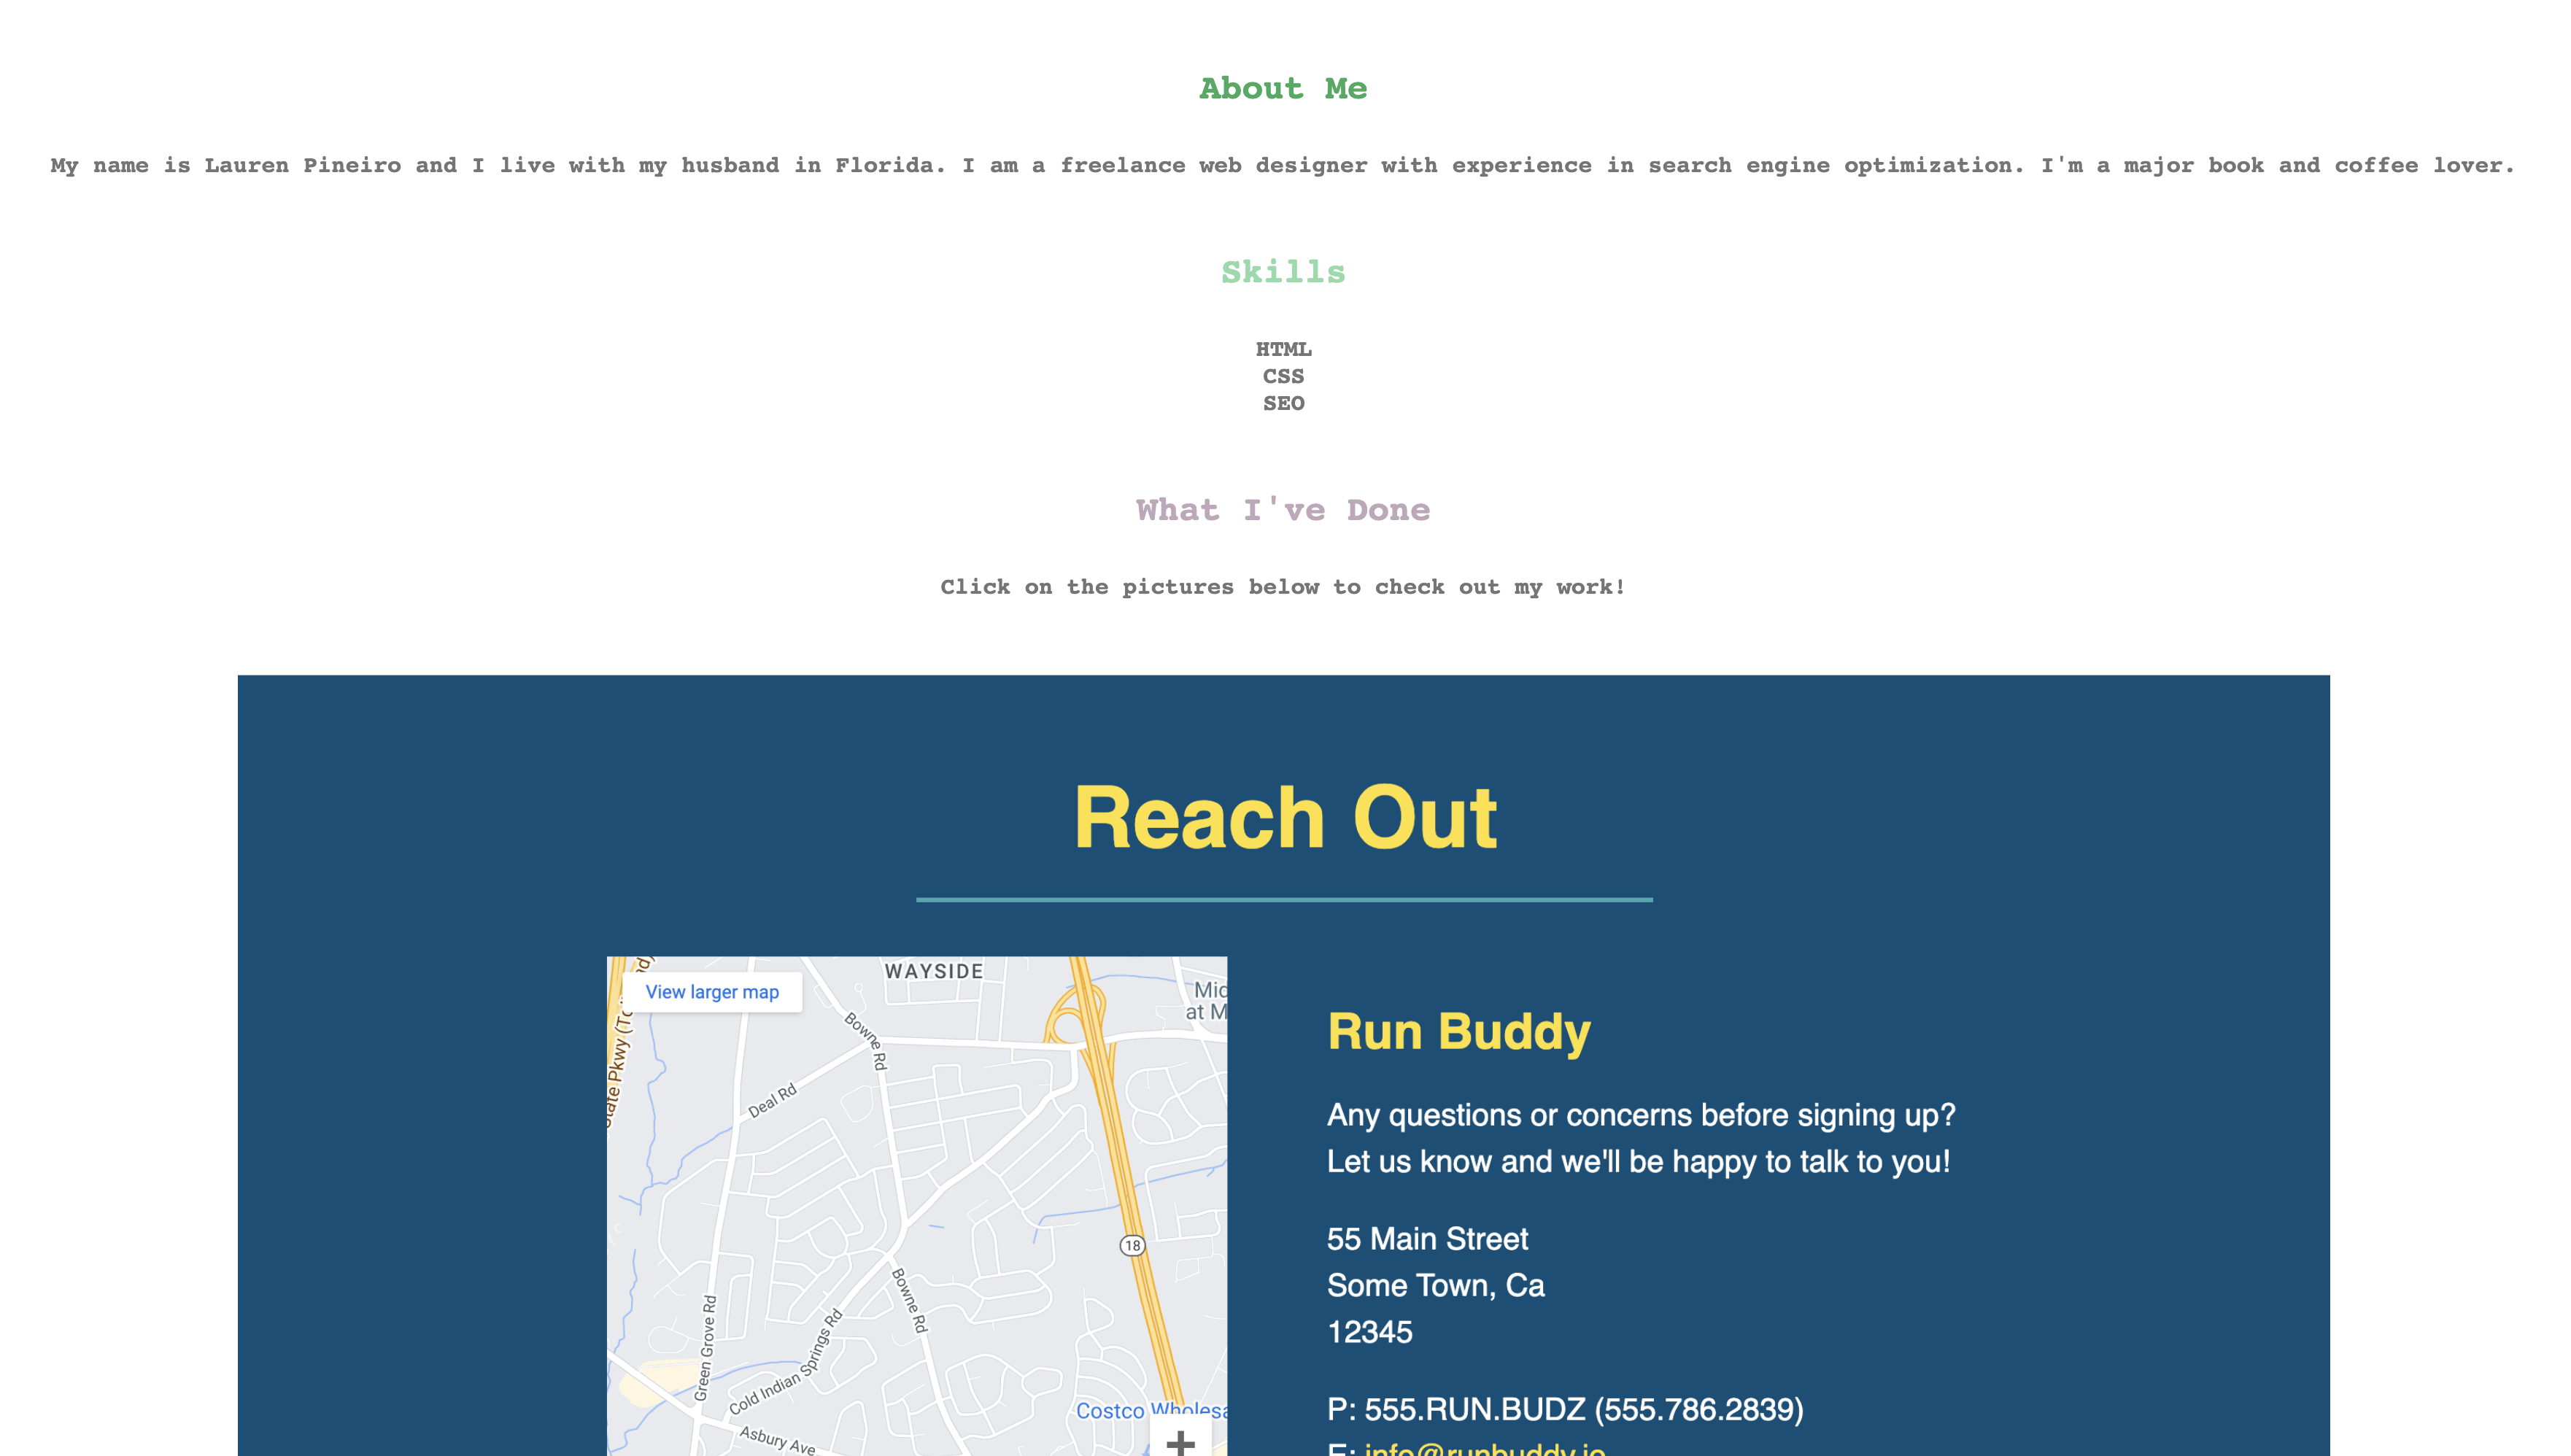 About Me
My name is Lauren Pineiro and I live with my husband in Florida. I am a freelance web designer with experience in search engine optimization. I'm a major book and coffee lover.
Skills
HTML
CSS
SEO
What I've Done
Click on the pictures below to check out my work!
Reach Out
View larger map
WAYSIDE
Mid
at M
Bowne Rd
Deal Rd
State Pkwy
18
Bowne Rd
Green Grove Rd
Cold Indian Springs Rd
Asbury Ave
Costco Wholesa
Run Buddy
Any questions or concerns before signing up?
Let us know and we'll be happy to talk to you!
55 Main Street
Some Town, Ca
12345
P: 555.RUN.BUDZ (555.786.2839)
E: info@runbuddy.io